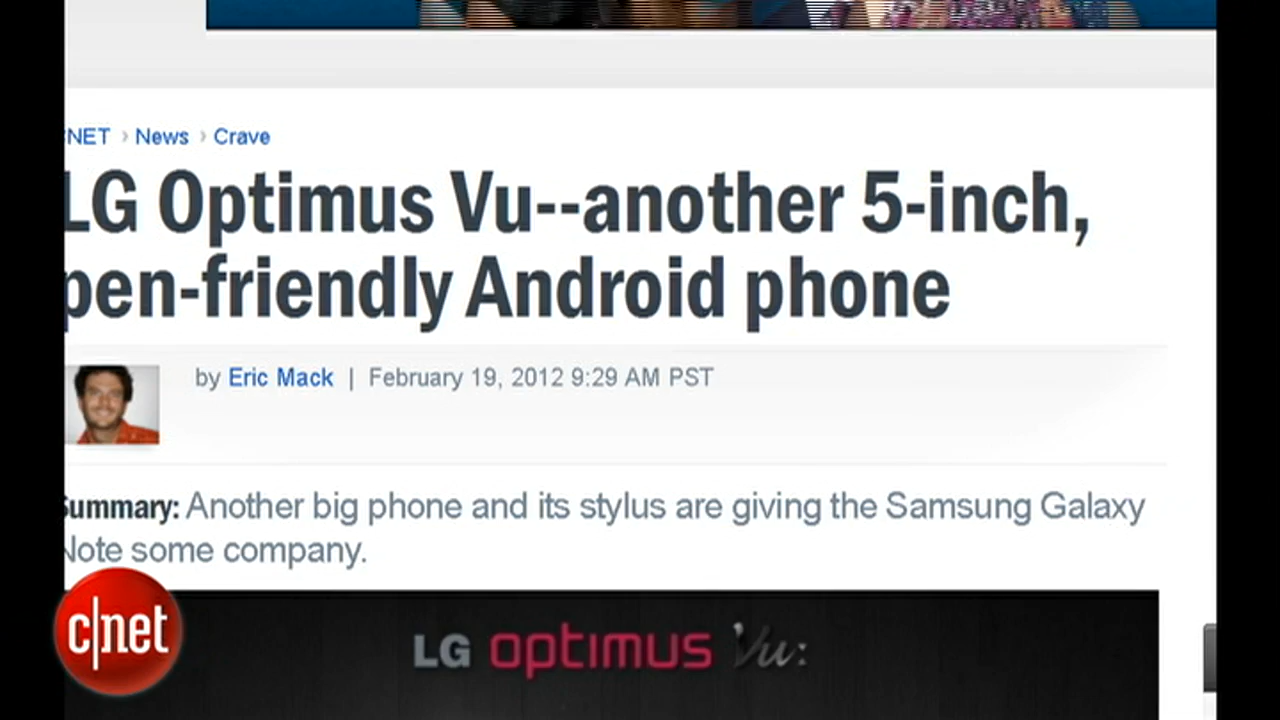 NET › News › Crave
LG Optimus Vu--another 5-inch,
pen-friendly Android phone
by Eric Mack | February 19, 2012 9:29 AM PST
Summary: Another big phone and its stylus are giving the Samsung Galaxy
Note some company.
c|net
LG optimus Vu: